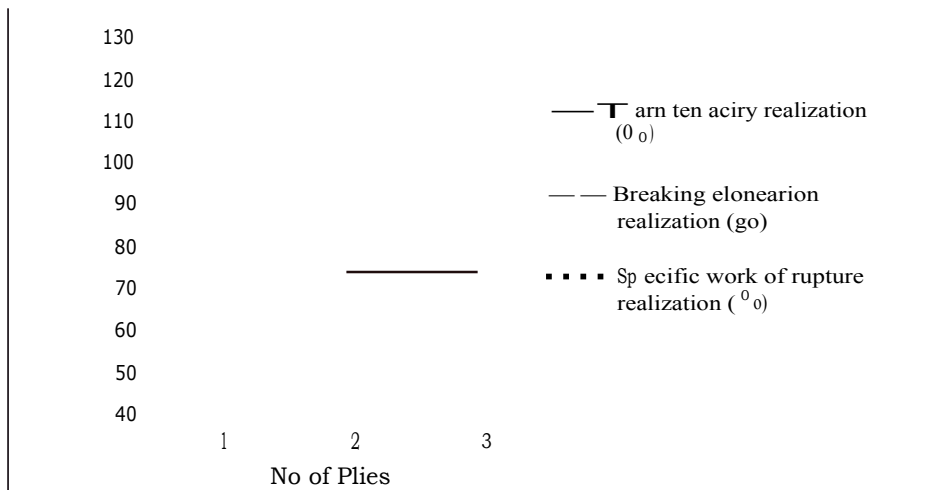 130
120
110
100
90
80
70
60
50
40
1 2 3
No of Plies
T arn ten aciry realization
(0 o)
Breaking elonearion
realization (go)
Sp ecific work of rupture
realization ( 0 0)